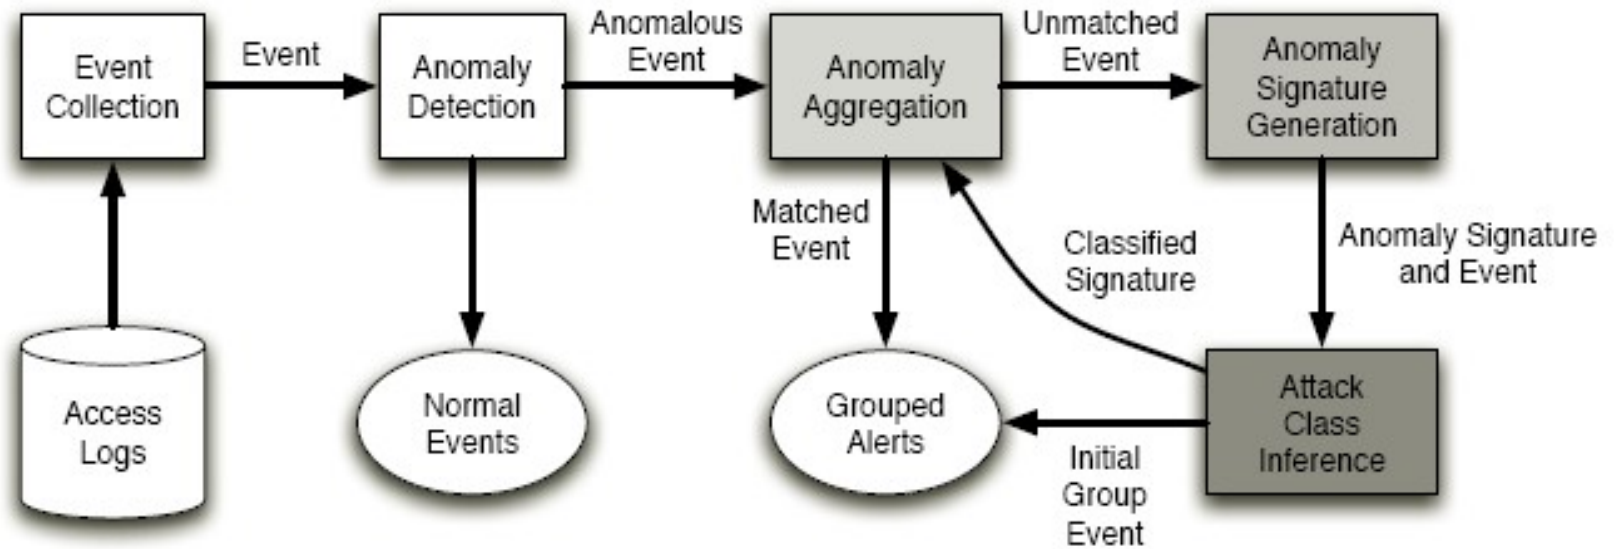 Event
Collection
Event
Anomaly
Detection
Anomalous
Event
Anomaly
Aggregation
Unmatched
Event
Anomaly
Signature
Generation
Matched
Event
Classified
Signature
Anomaly Signature
and Event
Access
Logs
Normal
Events
Grouped
Alerts
Initial
Group
Event
Attack
Class
Inference